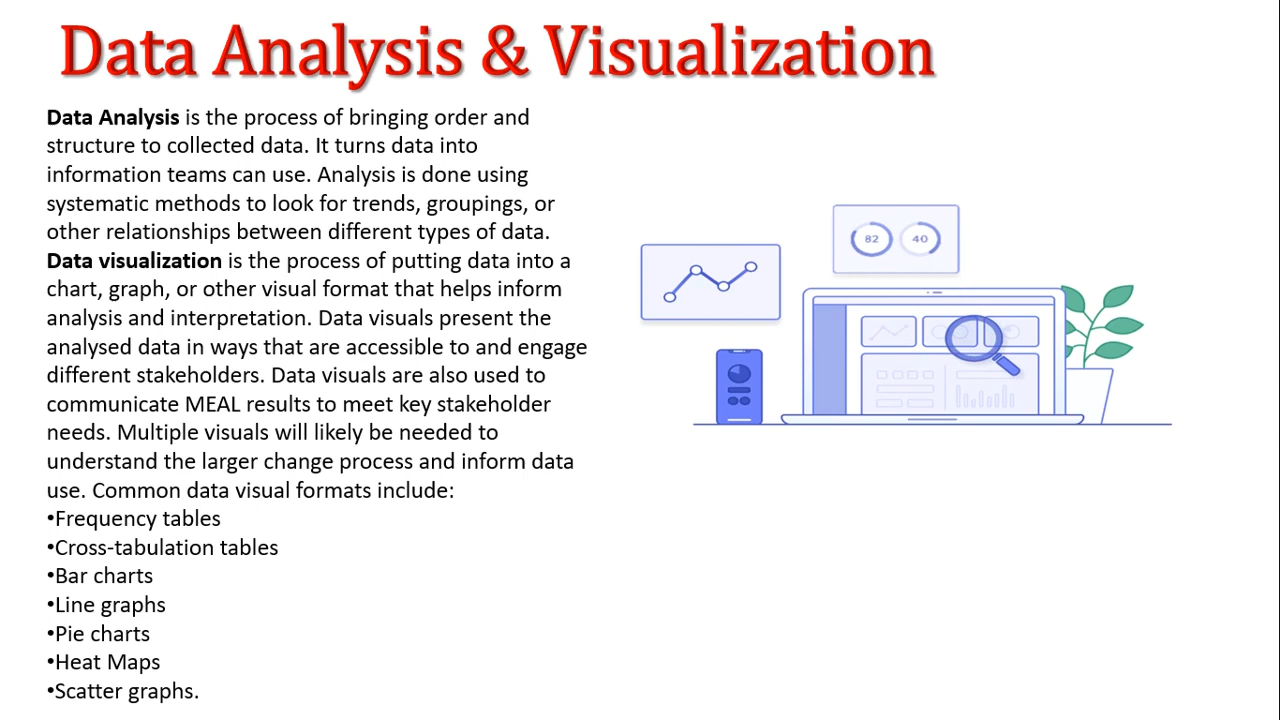 Data Analysis & Visualization
Data Analysis is the process of bringing order and
structure to collected data. It turns data into
information teams can use. Analysis is done using
systematic methods to look for trends, groupings, or
other relationships between different types of data.
Data visualization is the process of putting data into a
chart, graph, or other visual format that helps inform
analysis and interpretation. Data visuals present the
analysed data in ways that are accessible to and engage
different stakeholders. Data visuals are also used to
communicate MEAL results to meet key stakeholder
needs. Multiple visuals will likely be needed to
understand the larger change process and inform data
use. Common data visual formats include:
•Frequency tables
•Cross-tabulation tables
•Bar charts
•Line graphs
•Pie charts
•Heat Maps
•Scatter graphs.
82 40